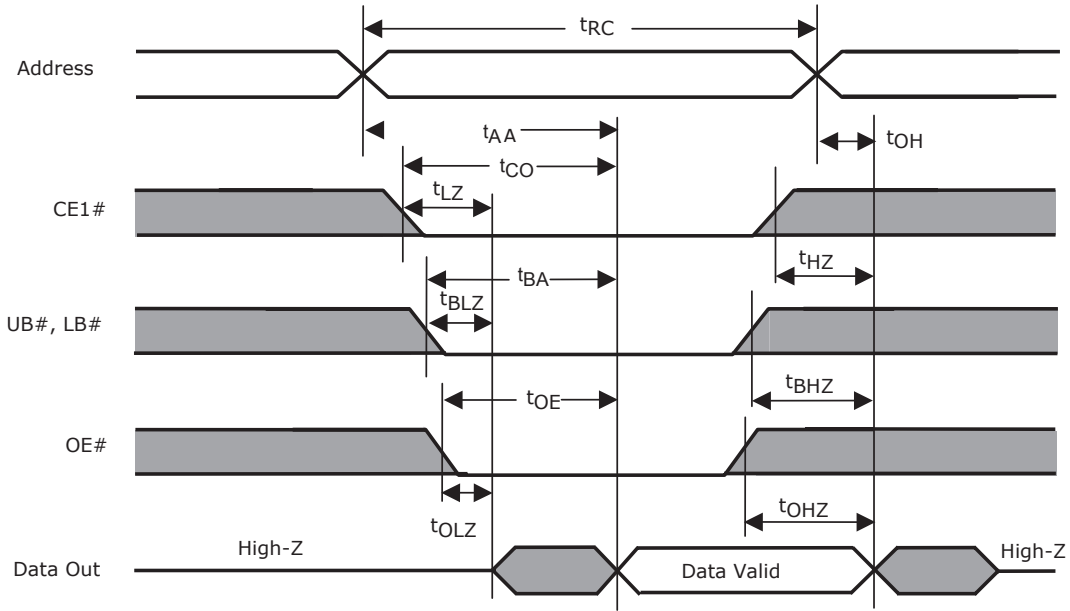 tRC
Address
tAA
tOH
tCO
tLZ
CE1#
tHZ
tBA
tBLZ
UB#, LB#
tBHZ
tOE
OE#
tOHZ
tOLZ
High-Z
High-Z
Data Out
Data Valid